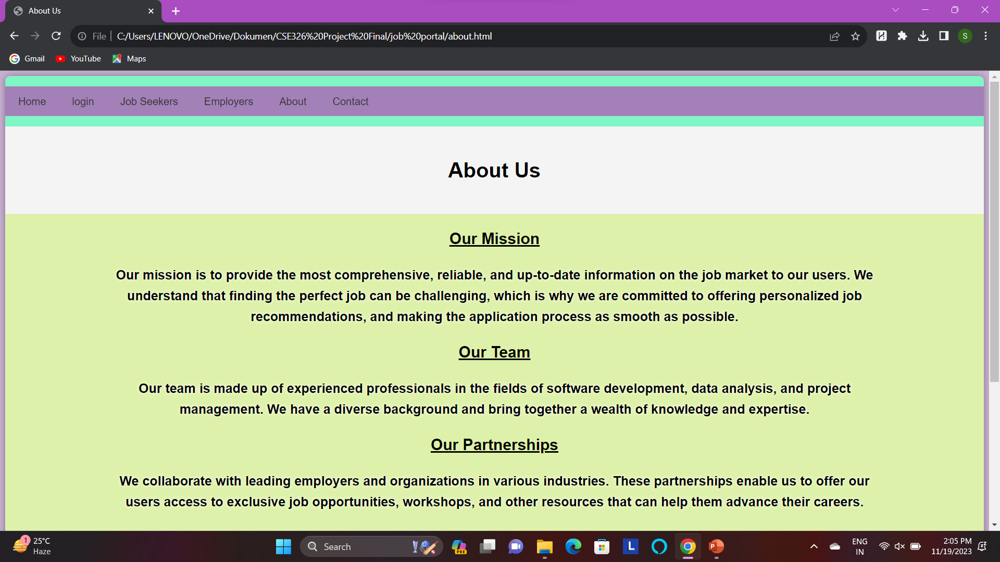 About Us
File C:/Users/LENOVO/OneDrive/Dokumen/CSE326%20Project%20Final/job%20portal/about.html
S
Gmail YouTube Maps
Home login Job Seekers Employers About Contact
About Us
Our Mission
Our mission is to provide the most comprehensive, reliable, and up-to-date information on the job market to our users. We
understand that finding the perfect job can be challenging, which is why we are committed to offering personalized job
recommendations, and making the application process as smooth as possible.
Our Team
Our team is made up of experienced professionals in the fields of software development, data analysis, and project
management. We have a diverse background and bring together a wealth of knowledge and expertise.
Our Partnerships
We collaborate with leading employers and organizations in various industries. These partnerships enable us to offer our
users access to exclusive job opportunities, workshops, and other resources that can help them advance their careers.
1
25°C
Haze
Search
PRE
L
P
ENG
IN
2:05 PM
11/19/2023